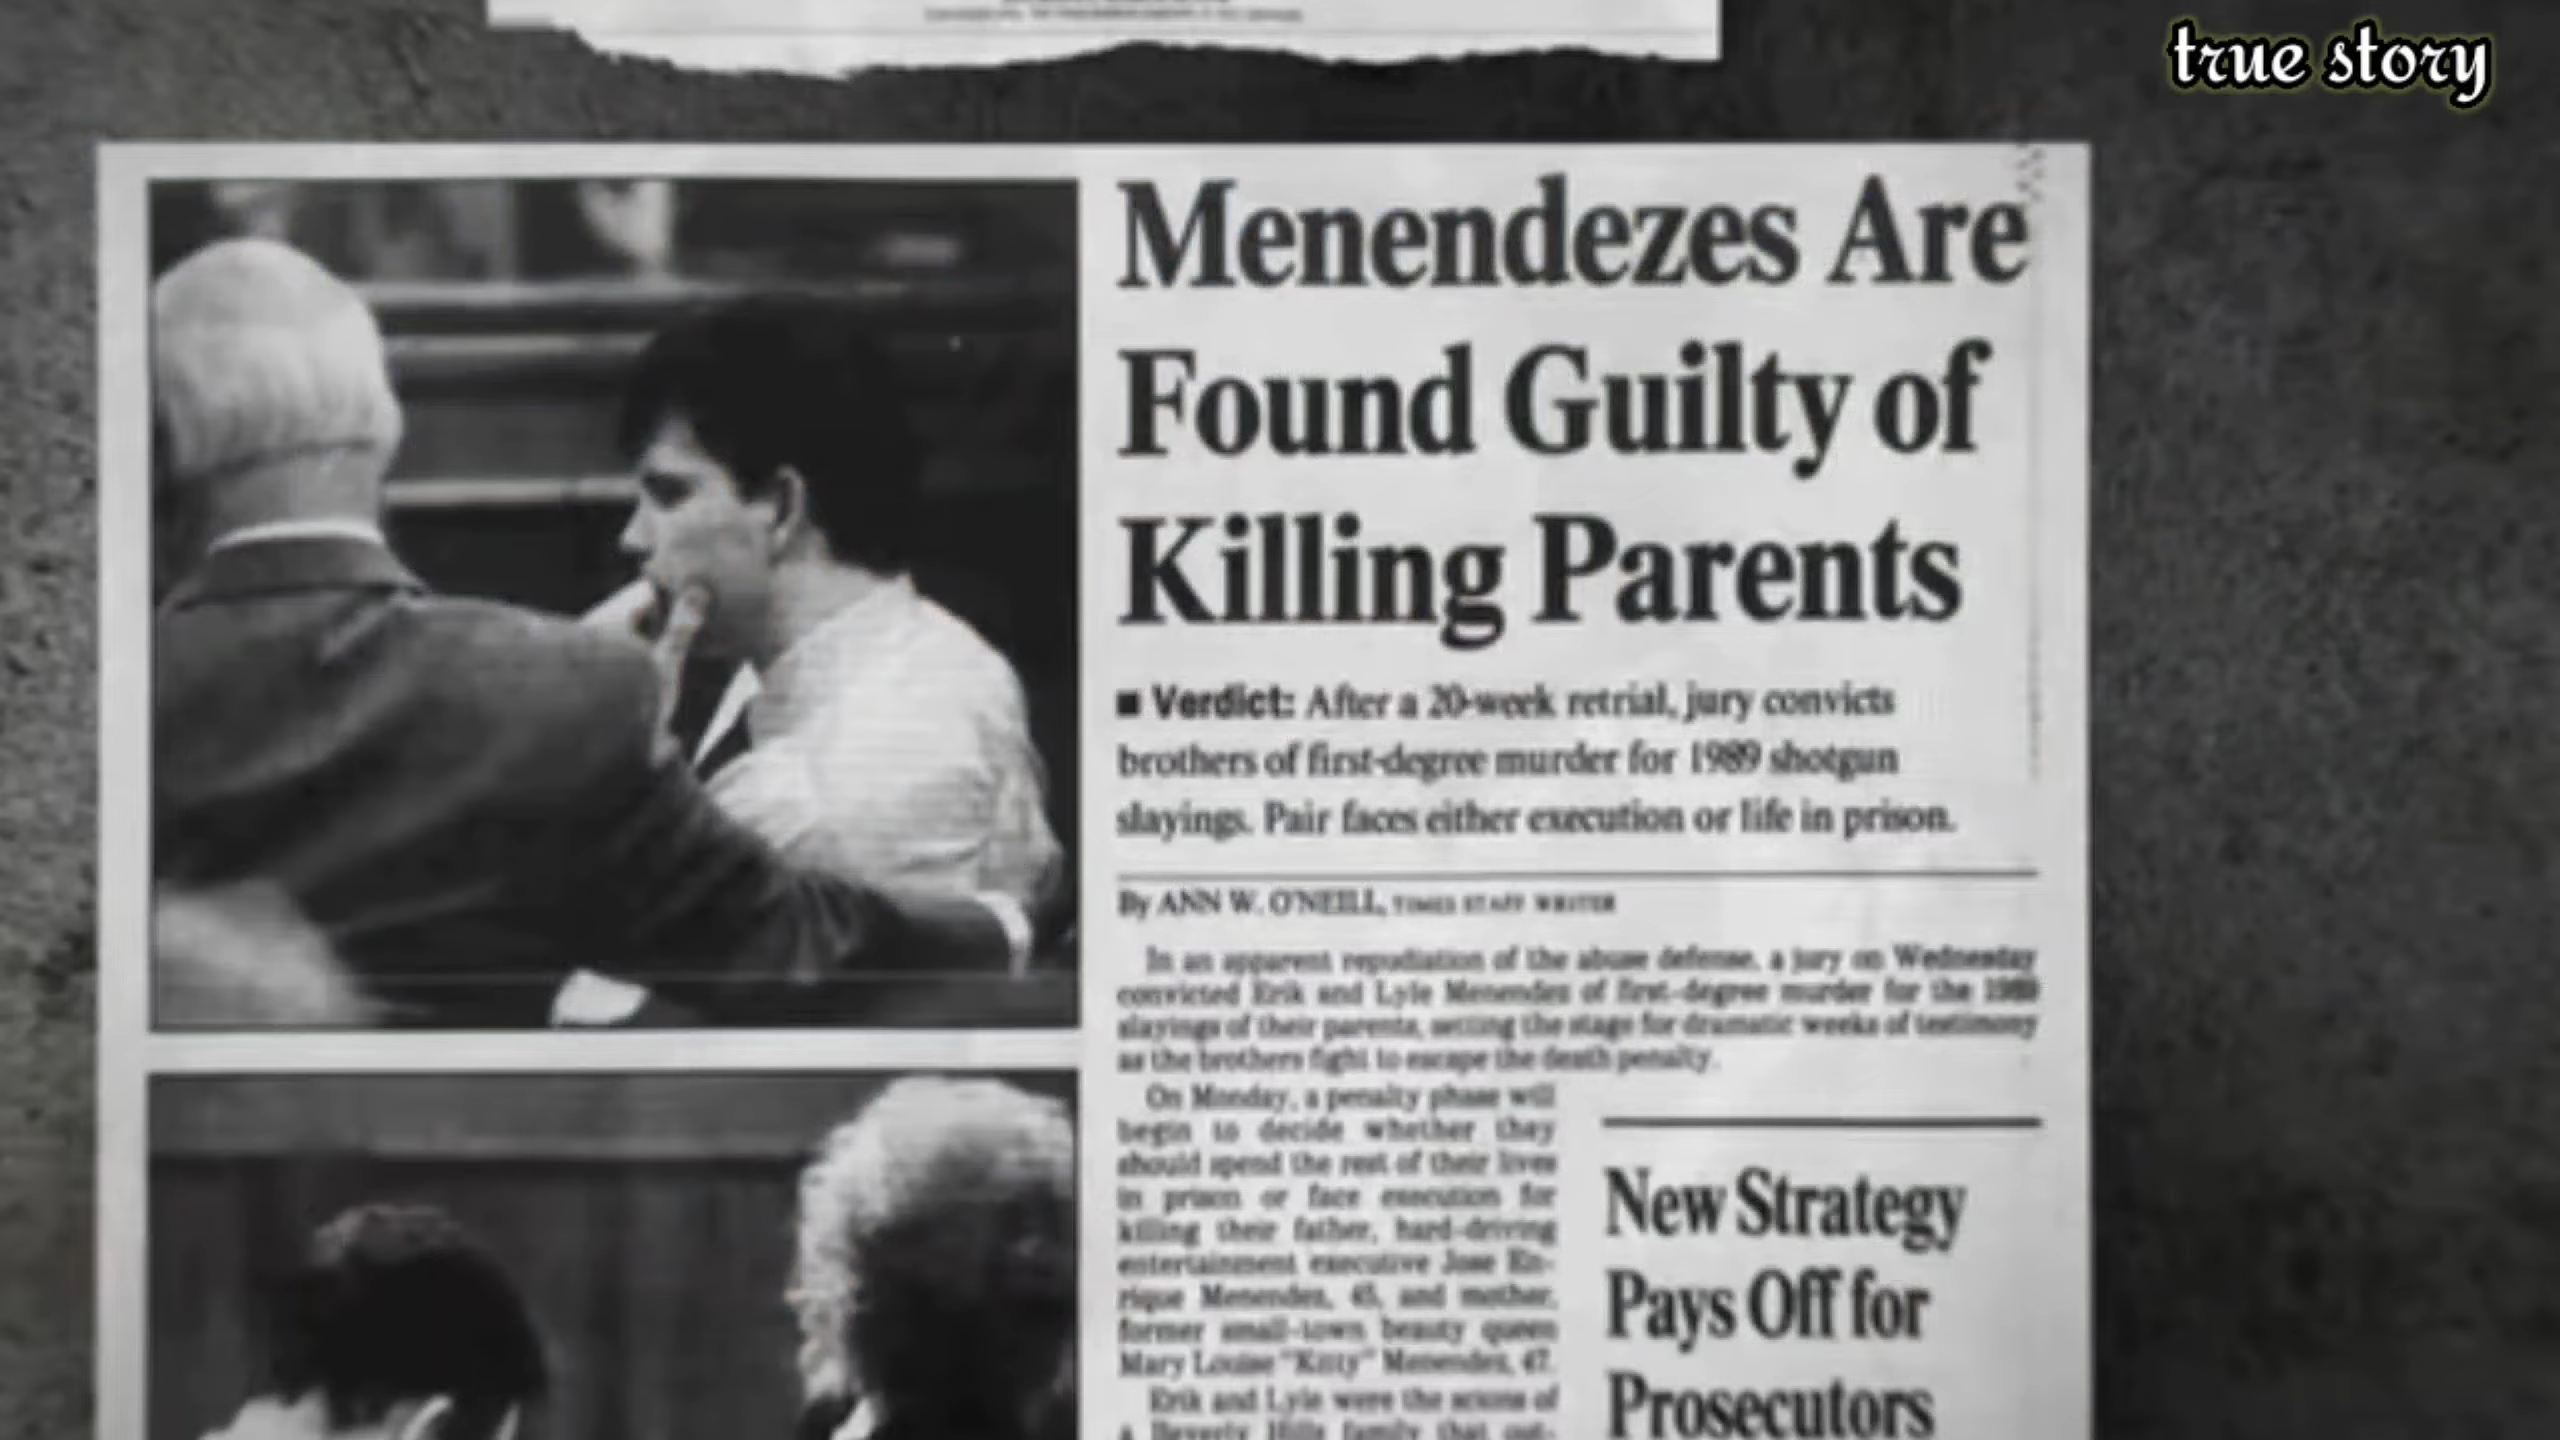 true story
Menendezes Are
Found Guilty of
Killing Parents
■ Verdict: After a 20-week retrial, jury convicts
brothers of first-degree murder for 1989 shotgun
slayings. Pair faces either execution or life in prison.
By ANN W. O'NEILL, TIMES STAFF WRITER
In an apparent repudiation of the abuse defense, a jury on Wednesday
convicted Erik and Lyle Menendez of first-degree murder for the 1989
slayings of their parents, setting the stage for dramatic weeks of testimony
as the brothers fight to escape the death penalty.
On Monday, a penalty phase will
begin to decide whether they
should spend the rest of their lives
in prison or face execution for
killing their father, hard-driving
entertainment executive Jose En-
rique Menendez, 45, and mother,
former small-town beauty queen
Mary Louise "Kitty" Menendez, 47.
Erik and Lyle were the scions of
a Beverly Hills family that out-
New Strategy
Pays Off for
Prosecutors